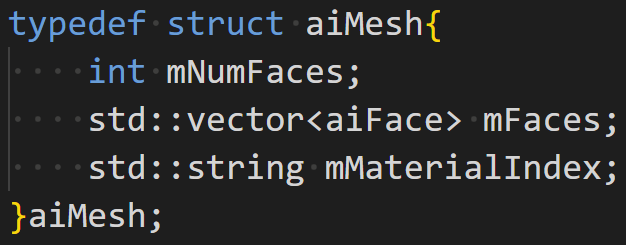 typedef struct aiMesh{
    int mNumFaces;
    std::vector<aiFace> mFaces;
    std::string mMaterialIndex;
}aiMesh;